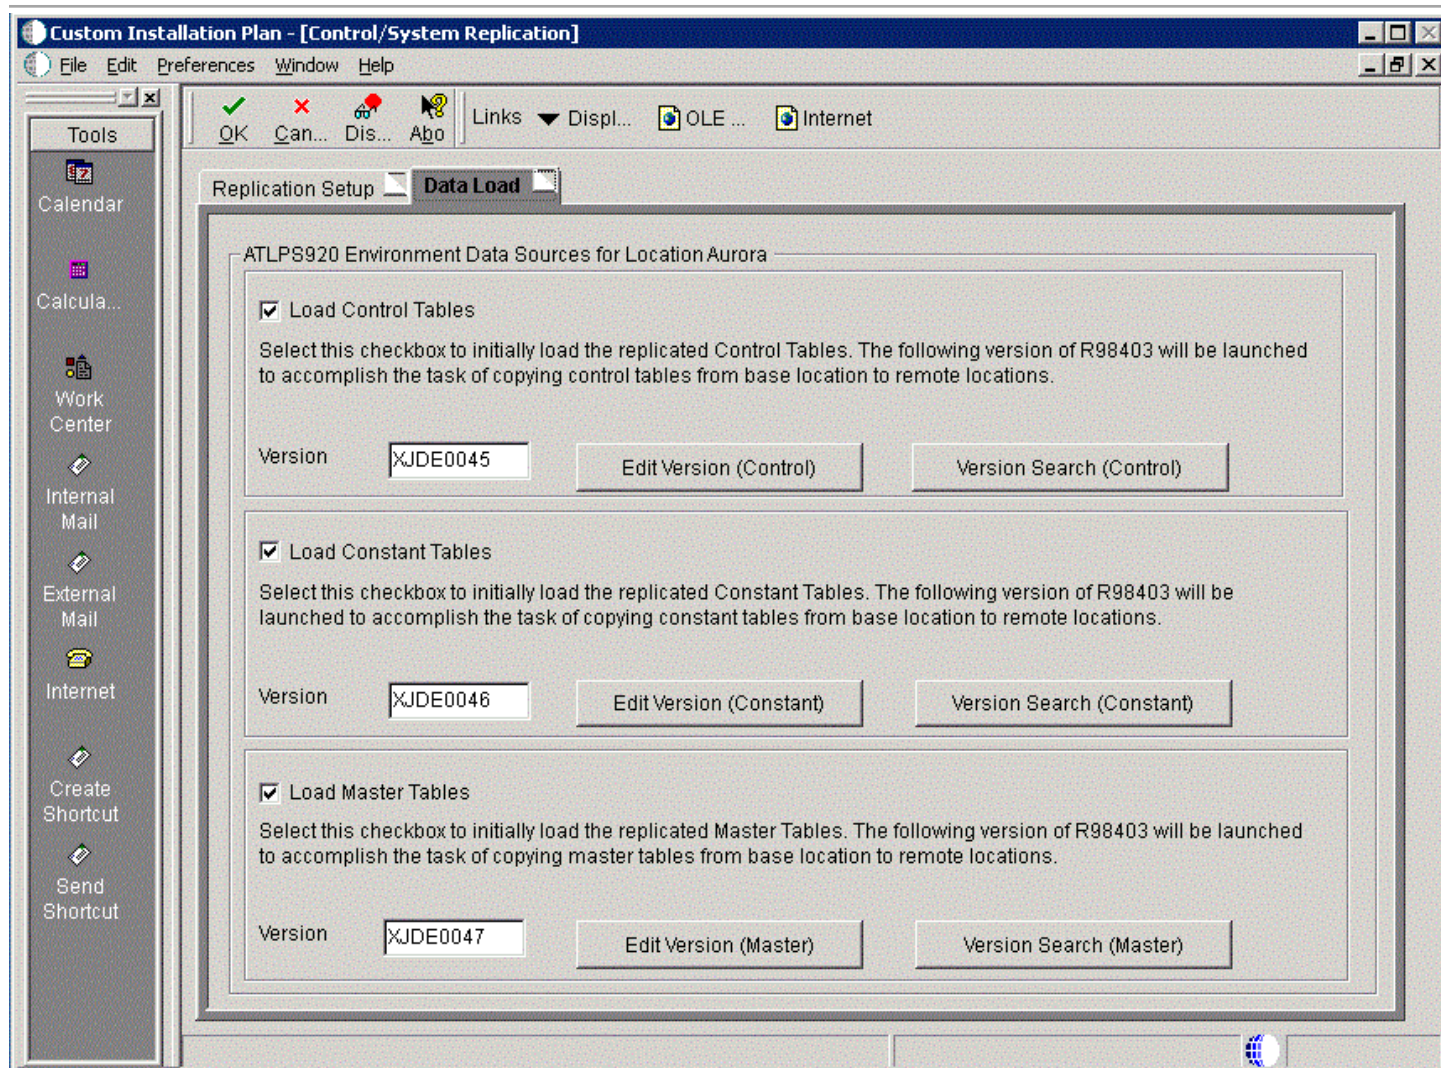 Custom Installation Plan - [Control/System Replication]
File Edit Preferences Window Help
Tools
Calendar
Calcula...
Work
Center
Internal
Mail
External
Mail
Internet
Create
Shortcut
Send
Shortcut
OK Can... Dis... Abo Links Displ... OLE ... Internet
Replication Setup Data Load
ATLPS920 Environment Data Sources for Location Aurora
Load Control Tables
Select this checkbox to initially load the replicated Control Tables. The following version of R98403 will be launched
to accomplish the task of copying control tables from base location to remote locations.
Version XJDE0045 Edit Version (Control) Version Search (Control)
Load Constant Tables
Select this checkbox to initially load the replicated Constant Tables. The following version of R98403 will be
launched to accomplish the task of copying constant tables from base location to remote locations.
Version XJDE0046 Edit Version (Constant) Version Search (Constant)
Load Master Tables
Select this checkbox to initially load the replicated Master Tables. The following version of R98403 will be launched
to accomplish the task of copying master tables from base location to remote locations.
Version XJDE0047 Edit Version (Master) Version Search (Master)